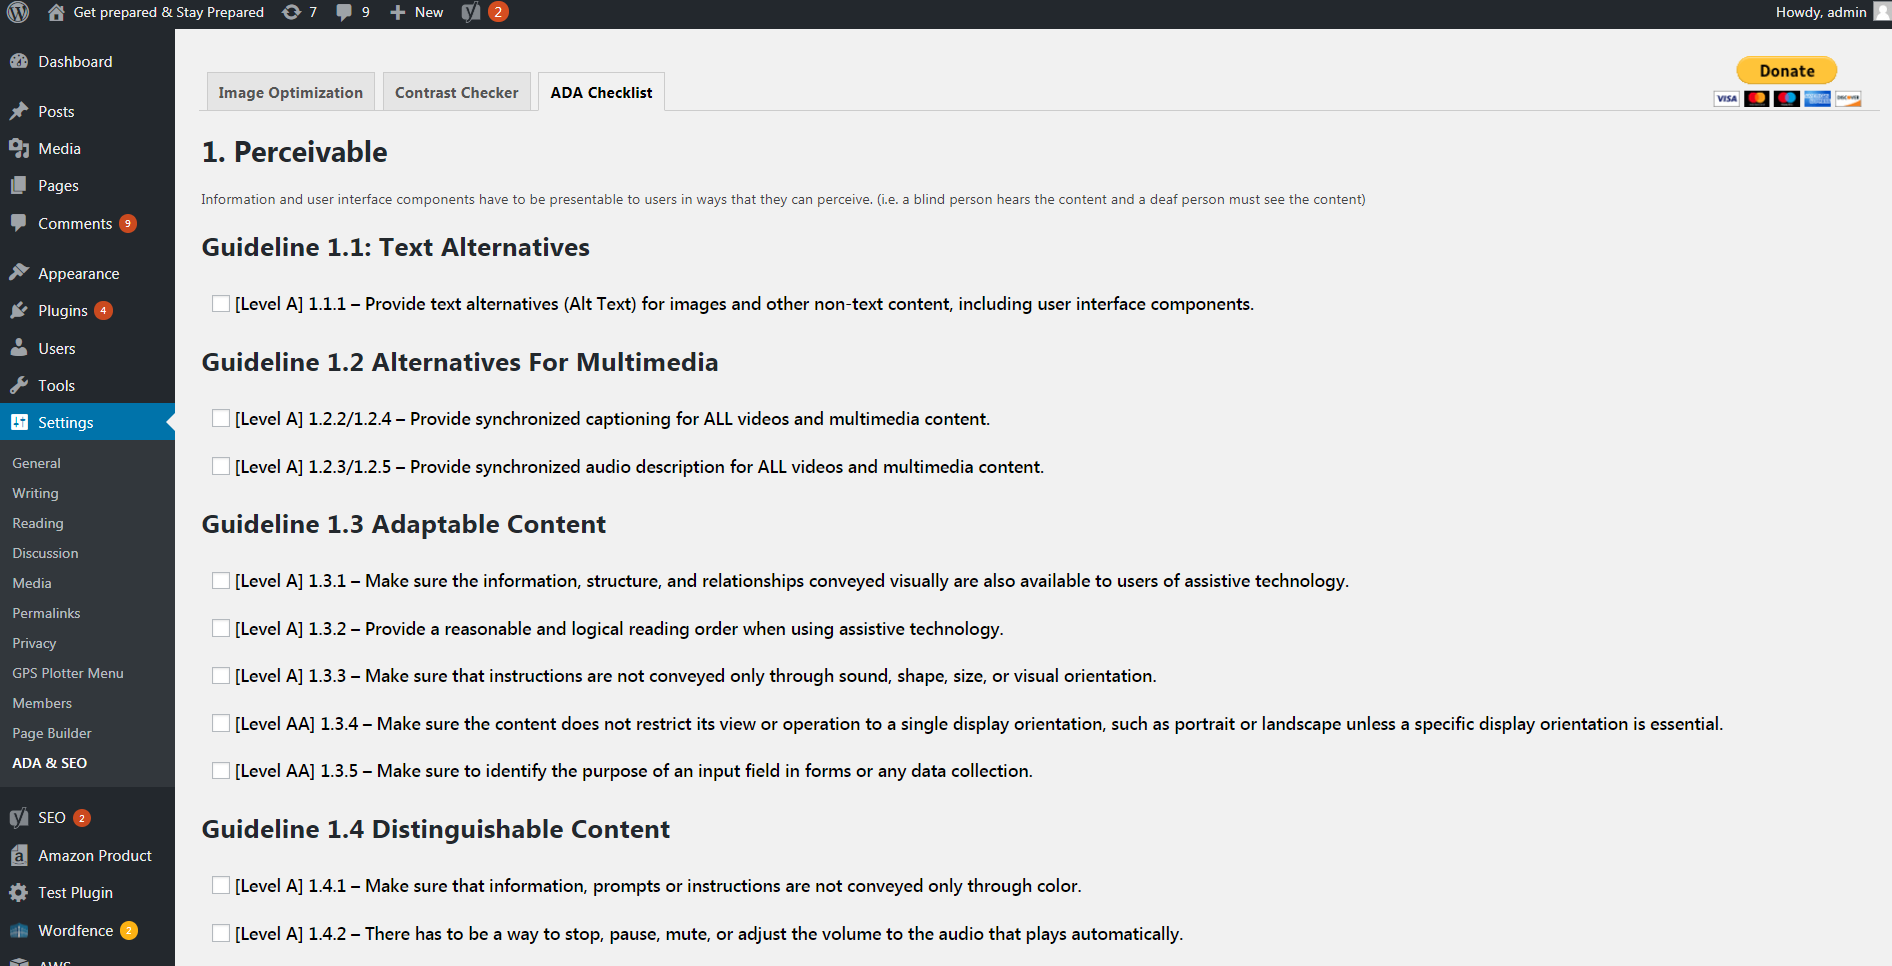 Get prepared & Stay Prepared 7 9 New 2 Howdy, admin
Dashboard
Posts
Media
Pages
Comments 9
Appearance
Plugins 4
Users
Tools
Settings
General
Writing
Reading
Discussion
Media
Permalinks
Privacy
GPS Plotter Menu
Members
Page Builder
ADA & SEO
SEO 2
Amazon Product
Test Plugin
Wordfence 2
AWS
Image Optimization Contrast Checker ADA Checklist
Donate
VISA DISCOVER
1. Perceivable
Information and user interface components have to be presentable to users in ways that they can perceive. (i.e. a blind person hears the content and a deaf person must see the content)
Guideline 1.1: Text Alternatives
[Level A] 1.1.1 – Provide text alternatives (Alt Text) for images and other non-text content, including user interface components.
Guideline 1.2 Alternatives For Multimedia
[Level A] 1.2.2/1.2.4 – Provide synchronized captioning for ALL videos and multimedia content.
[Level A] 1.2.3/1.2.5 – Provide synchronized audio description for ALL videos and multimedia content.
Guideline 1.3 Adaptable Content
[Level A] 1.3.1 – Make sure the information, structure, and relationships conveyed visually are also available to users of assistive technology.
[Level A] 1.3.2 – Provide a reasonable and logical reading order when using assistive technology.
[Level A] 1.3.3 – Make sure that instructions are not conveyed only through sound, shape, size, or visual orientation.
[Level AA] 1.3.4 – Make sure the content does not restrict its view or operation to a single display orientation, such as portrait or landscape unless a specific display orientation is essential.
[Level AA] 1.3.5 – Make sure to identify the purpose of an input field in forms or any data collection.
Guideline 1.4 Distinguishable Content
[Level A] 1.4.1 – Make sure that information, prompts or instructions are not conveyed only through color.
[Level A] 1.4.2 – There has to be a way to stop, pause, mute, or adjust the volume to the audio that plays automatically.